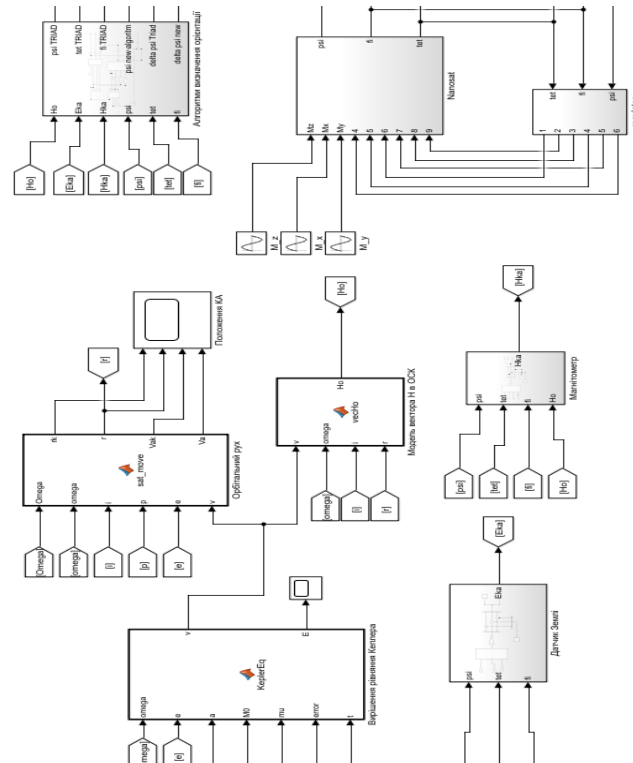 psi TRIAD
tet TRIAD
fi TRIAD
psi new-algoritm
delta psi Triad
delta psi new
Ho
Eka
Hka
psi
tet
fi
Алгоритми визначення орієнтації
[Ho]
[Eka]
[Hka]
[psi]
[tet]
[fi]
psi
fi
tet
Nanosat
Mz
Mx
My
4
5
6
7
8
9
M_z
M_x
M_y
tet
fi
psi
1
2
3
4
5
6
[r]
Положення КА
rk
r
Vak
Va
sat_move
Omega
omega
i
p
e
v
Орбітальний рух
[Omega]
[omega]
[i]
[p]
[e]
[Ho]
Ho
vecHo
v
omega
i
r
Модель вектора H в ОСК
[omega]
[i]
[r]
[Hka]
Hka
psi
tet
fi
Ho
Магнітометр
[psi]
[tet]
[fi]
[Ho]
v
E
KeplerEq
omega
e
a
M0
mu
error
t
Вирішення рівняння Кеплера
[e]
[Eka]
Eka
psi
tet
fi
Датчик Землі